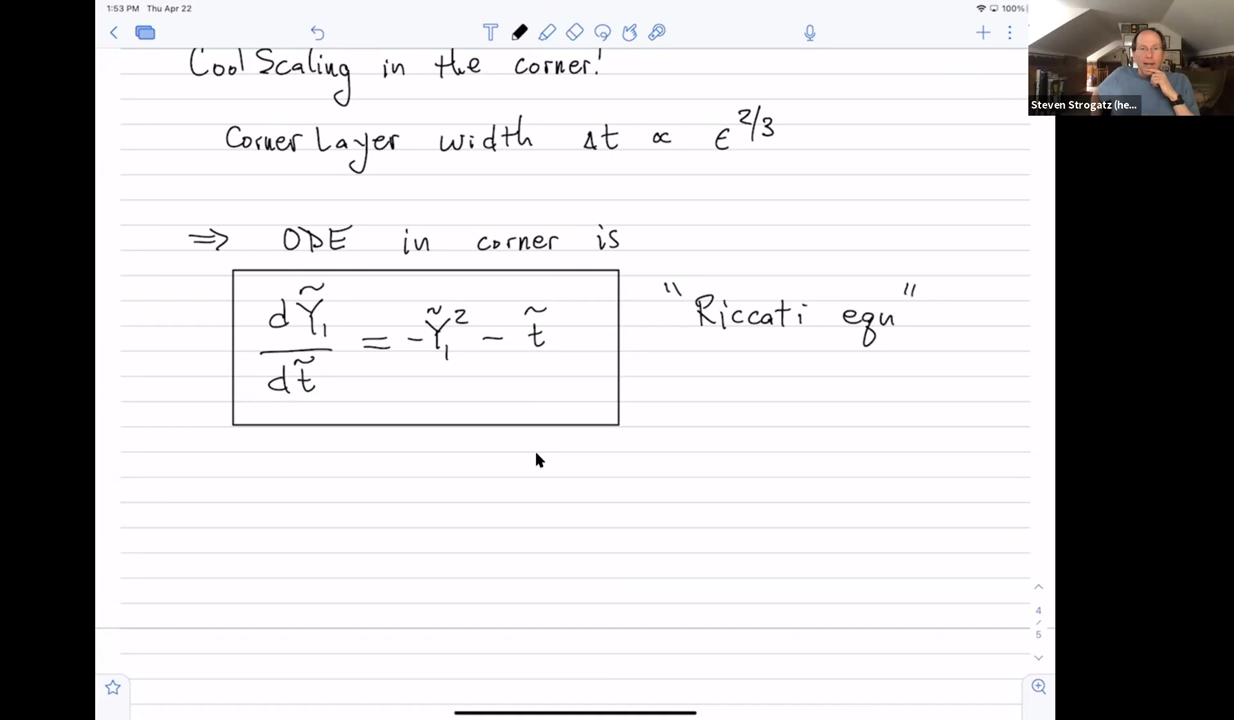 1:53 PM Thu Apr 22
100%
Cool Scaling in the corner!
Steven Strogatz (he...
Corner Layer width Δt ∝ ϵ^{2/3}
⇒ ODE in corner is
dỸ₁/dt̃ = -Ỹ₁² - t̃
"Riccati equ"
4
/
5